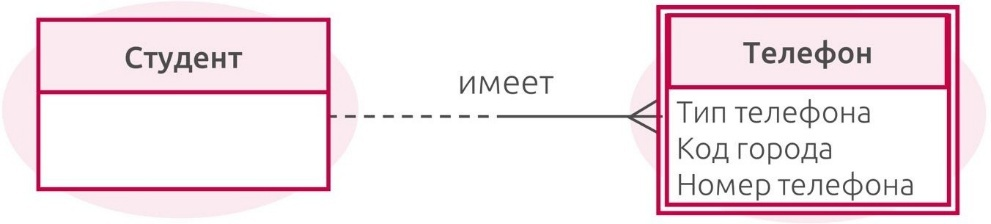 Студент
имеет
Телефон
Тип телефона
Код города
Номер телефона